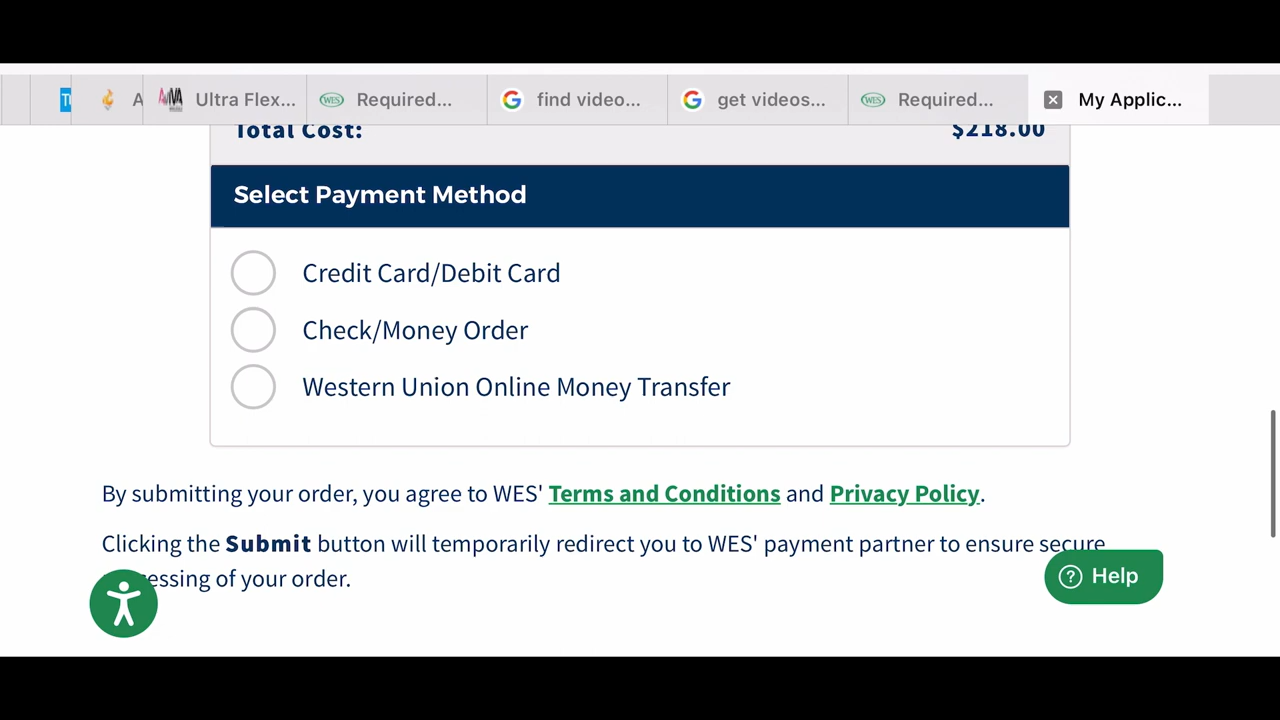 A
Ultra Flex...
WES
Required...
find video...
get videos...
WES
Required...
My Applic...
Total Cost:
$218.00
Select Payment Method
Credit Card/Debit Card
Check/Money Order
Western Union Online Money Transfer
By submitting your order, you agree to WES' Terms and Conditions and Privacy Policy.
Clicking the Submit button will temporarily redirect you to WES' payment partner to ensure secure
essing of your order.
Help